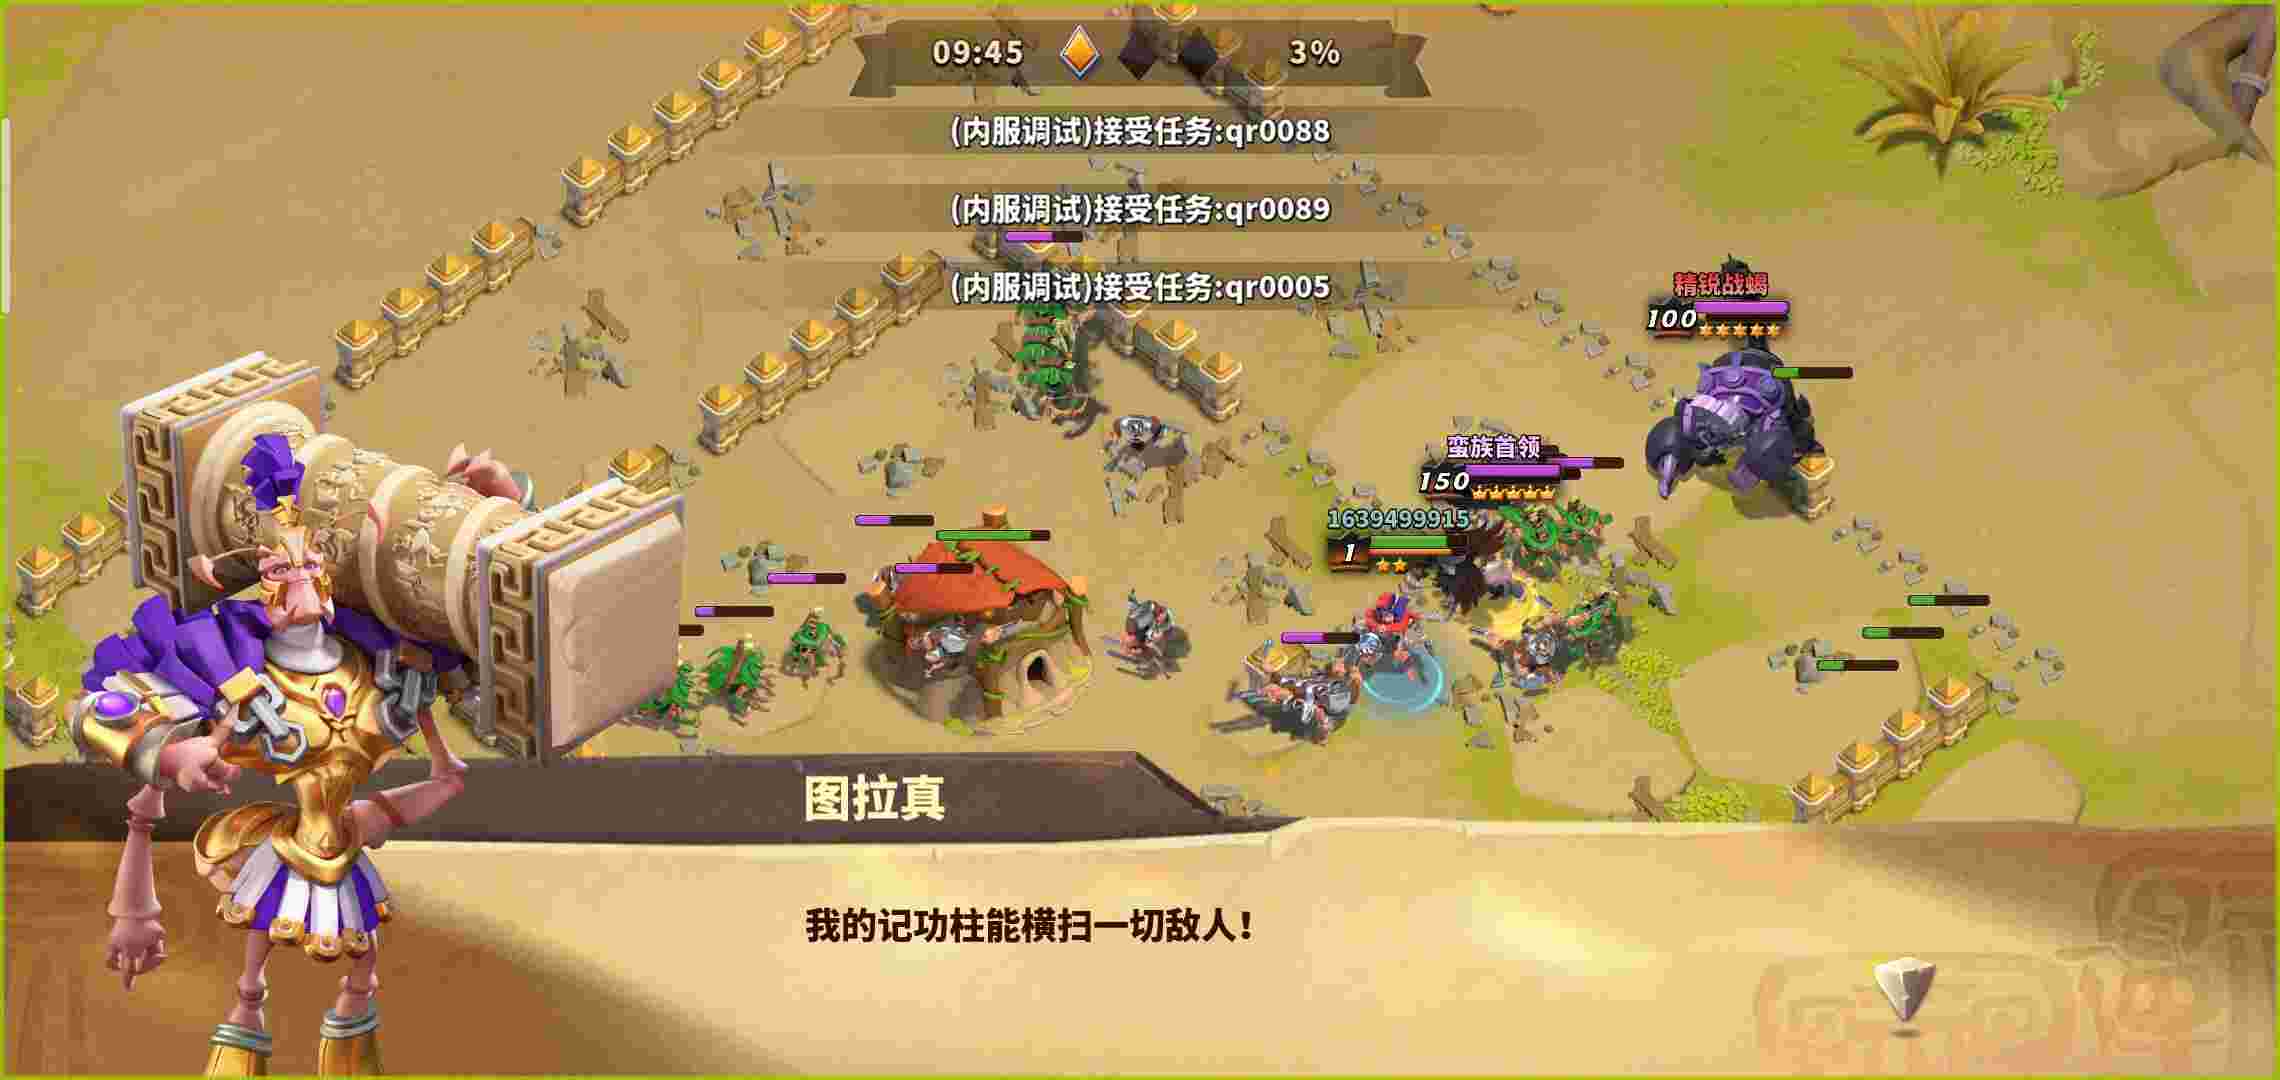 09:45 3%
(内服调试)接受任务:qr0088
(内服调试)接受任务:qr0089
(内服调试)接受任务:qr0005
精锐战蝎
100
蛮族首领
150
1639499915
1
图拉真
我的记功柱能横扫一切敌人!